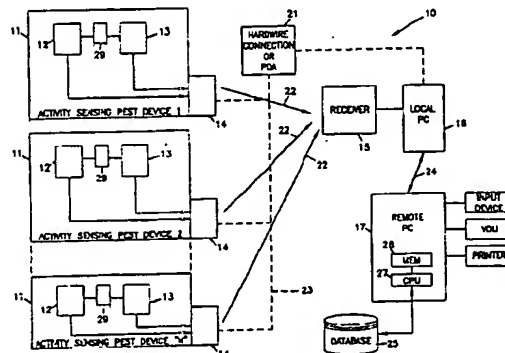 11
12
13
29
ACTIVITY SENSING PEST DEVICE 1
14
21
HARDWIRE
CONNECTION
OR
PDA
10
22
22
22
RECEIVER
15
LOCAL
PC
16
11
12
13
29
ACTIVITY SENSING PEST DEVICE 2
14
24
17
REMOTE
PC
INPUT
DEVICE
VDU
PRINTER
26
MEM
27
CPU
11
12
13
29
ACTIVITY SENSING PEST DEVICE "n"
14
23
DATABASE
25